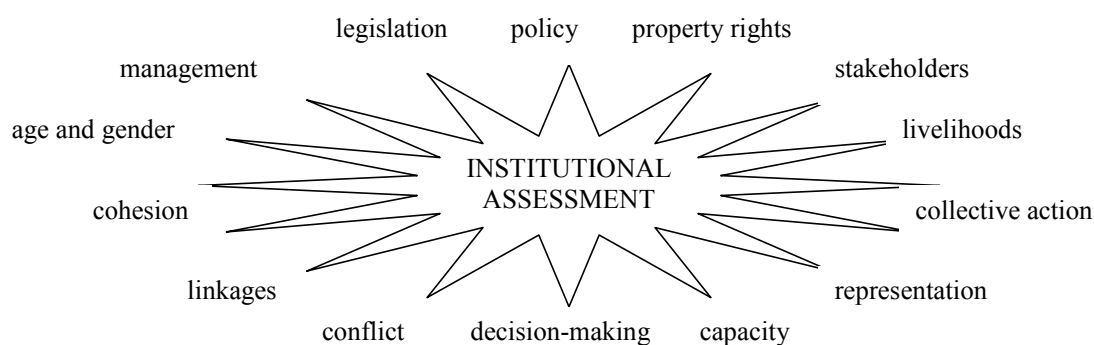 legislation policy property rights
management stakeholders
age and gender livelihoods
INSTITUTIONAL
ASSESSMENT
cohesion collective action
linkages representation
conflict decision-making capacity